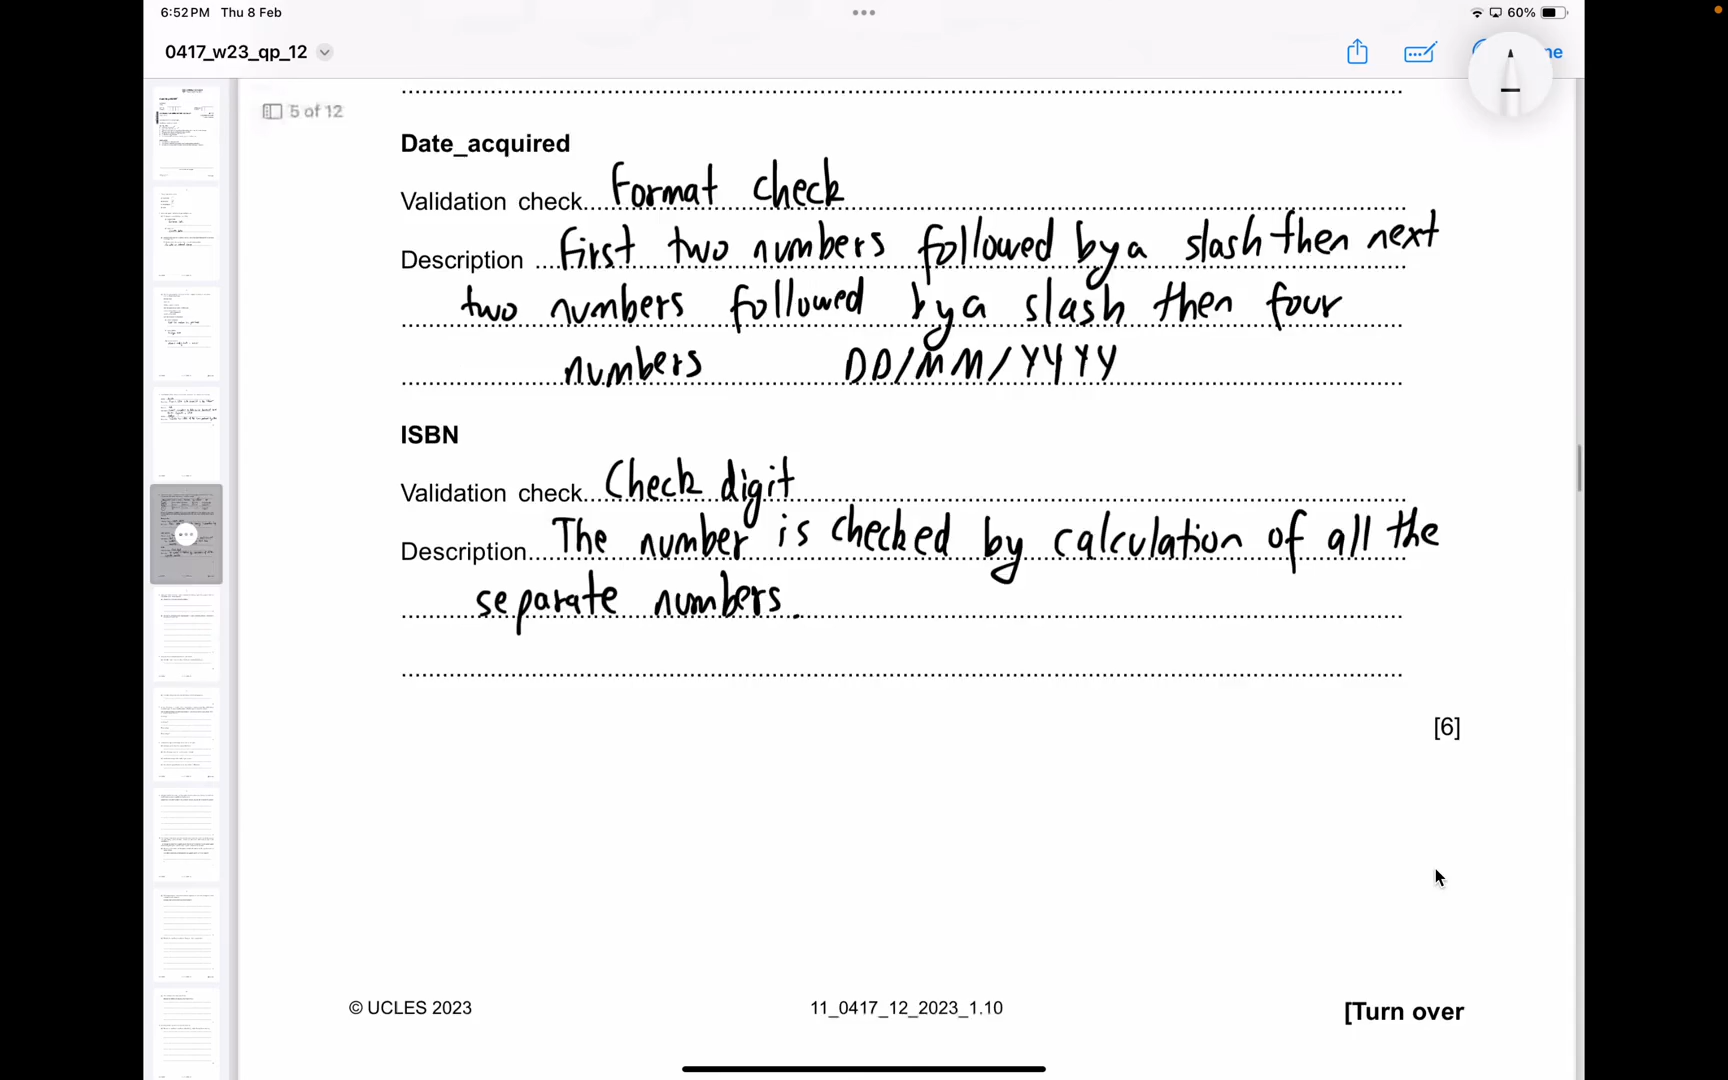 6:52 PM Thu 8 Feb
60%
0417_w23_qp_12
5 of 12
Date_acquired
Validation check Format check
Description First two numbers followed by a slash then next
two numbers followed by a slash then four
numbers DD/MM/YYYY
ISBN
Validation check Check digit
Description The number is checked by calculation of all the
separate numbers.
[6]
© UCLES 2023
11_0417_12_2023_1.10
[Turn over